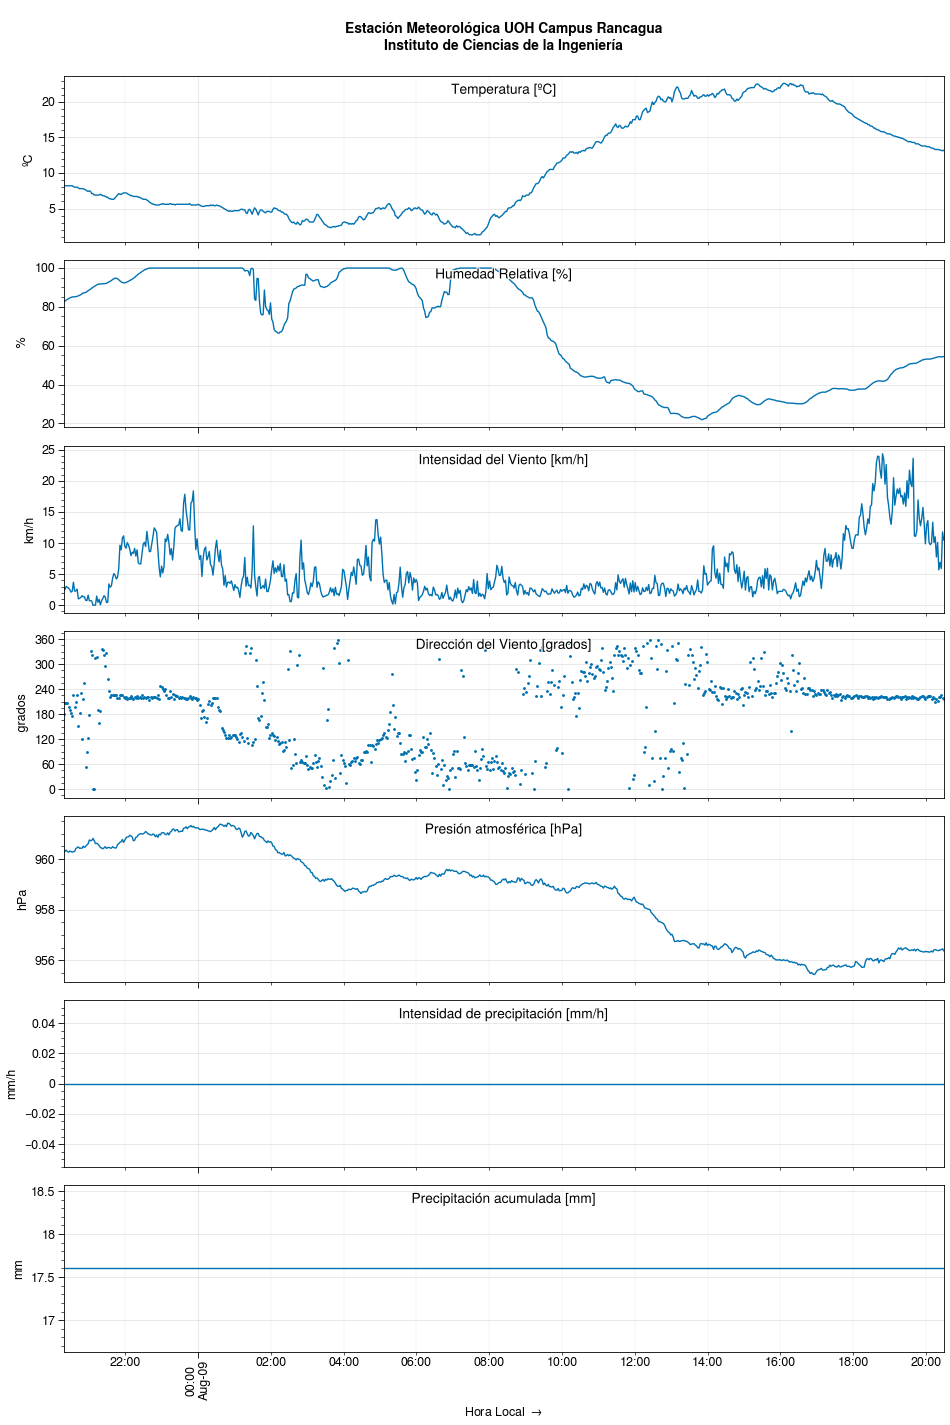 Estación Meteorológica UOH Campus Rancagua
Instituto de Ciencias de la Ingeniería
Temperatura [ºC]
20
15
10
5
ºC
Humedad Relativa [%]
100
80
60
40
20
%
Intensidad del Viento [km/h]
25
20
15
10
5
0
km/h
Dirección del Viento [grados]
360
300
240
180
120
60
0
grados
Presión atmosférica [hPa]
960
958
956
hPa
Intensidad de precipitación [mm/h]
0.04
0.02
0
−0.02
−0.04
mm/h
Precipitación acumulada [mm]
18.5
18
17.5
17
mm
22:00
00:00
Aug-09
02:00
04:00
06:00
08:00
10:00
12:00
14:00
16:00
18:00
20:00
Hora Local →